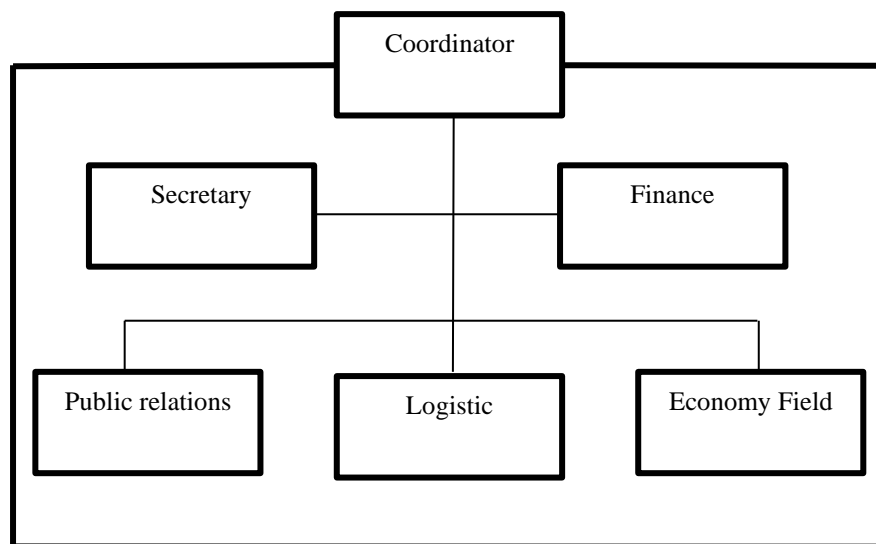 Coordinator
Secretary
Finance
Public relations
Logistic
Economy Field